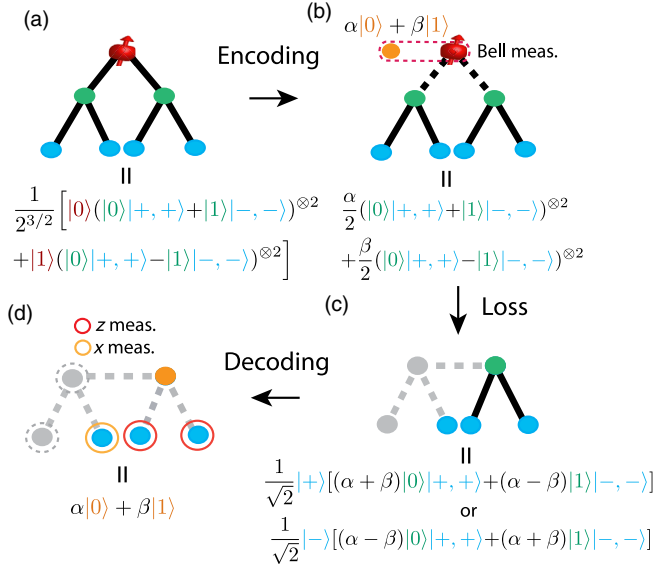 (a)
Encoding
(b)
α|0⟩ + β|1⟩
Bell meas.
=
1/2^{3/2} [|0⟩(|0⟩|+,+⟩+|1⟩|−,−⟩)^{⊗2}
+|1⟩(|0⟩|+,+⟩−|1⟩|−,−⟩)^{⊗2}]
=
α/2 (|0⟩|+,+⟩+|1⟩|−,−⟩)^{⊗2}
+β/2 (|0⟩|+,+⟩−|1⟩|−,−⟩)^{⊗2}
(c)
Loss
(d)
z meas.
x meas.
Decoding
=
α|0⟩ + β|1⟩
=
1/√2 |+⟩[(α+β)|0⟩|+,+⟩+(α−β)|1⟩|−,−⟩]
or
1/√2 |−⟩[(α−β)|0⟩|+,+⟩+(α+β)|1⟩|−,−⟩]